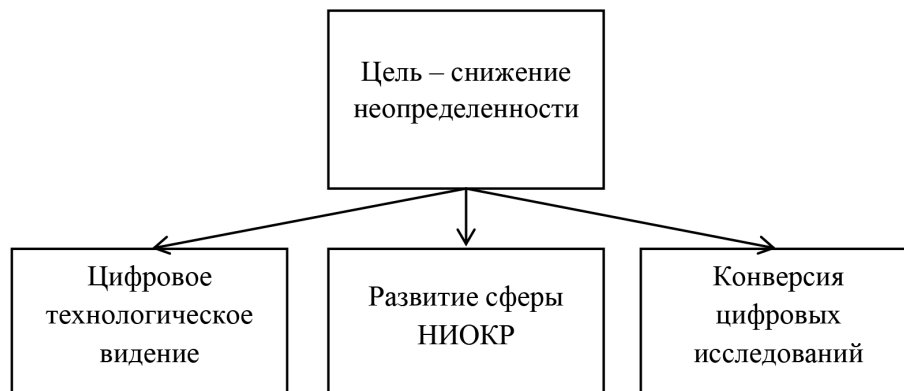 Цель – снижение
неопределенности
Цифровое
технологическое
видение
Развитие сферы
НИОКР
Конверсия
цифровых
исследований